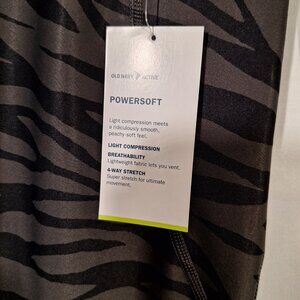 OLD NAVY ACTIVE
POWERSOFT
Light compression meets
a ridiculously smooth,
peachy-soft feel.
LIGHT COMPRESSION
BREATHABILITY
Lightweight fabric lets you vent.
4-WAY STRETCH
Super stretch for ultimate
movement.